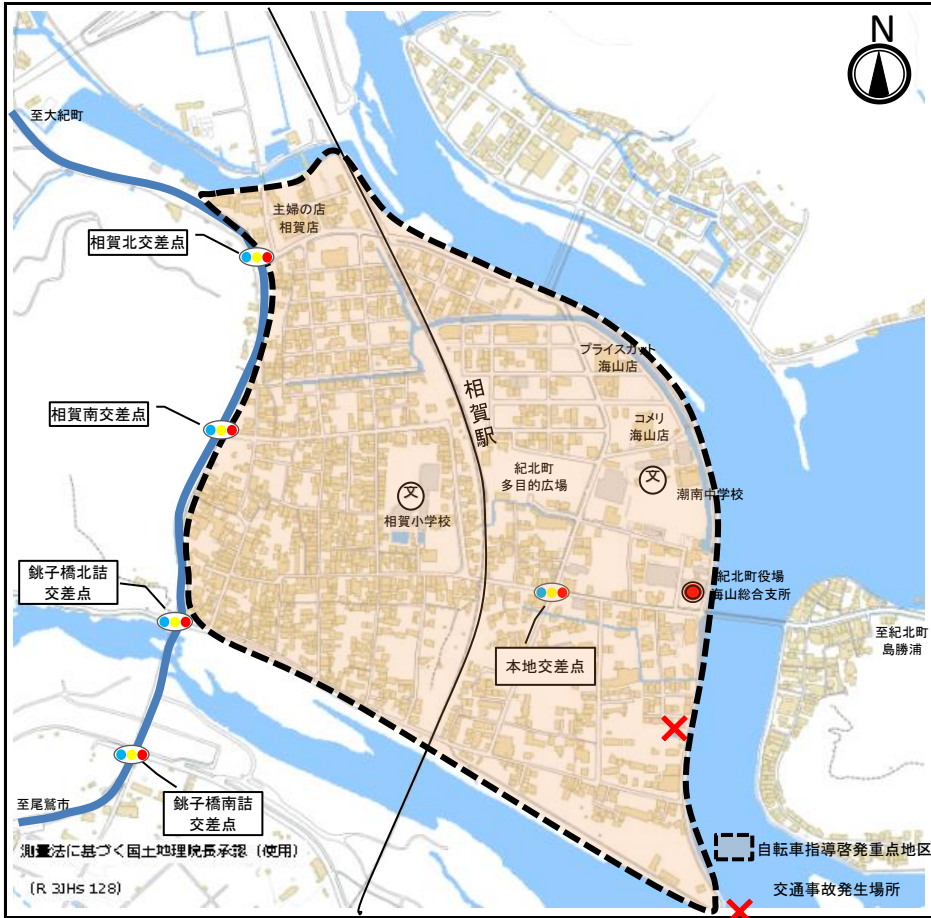 N
至大紀町
主婦の店
相賀店
相賀北交差点
プライスカット
海山店
相賀南交差点
相賀駅
コメリ
海山店
紀北町
多目的広場
文
潮南中学校
文
相賀小学校
銚子橋北詰
交差点
紀北町役場
海山総合支所
至紀北町
島勝浦
本地交差点
至尾鷲市
銚子橋南詰
交差点
測量法に基づく国土地理院長承認（使用）
(R 3JHS 128)
自転車指導啓発重点地区
交通事故発生場所